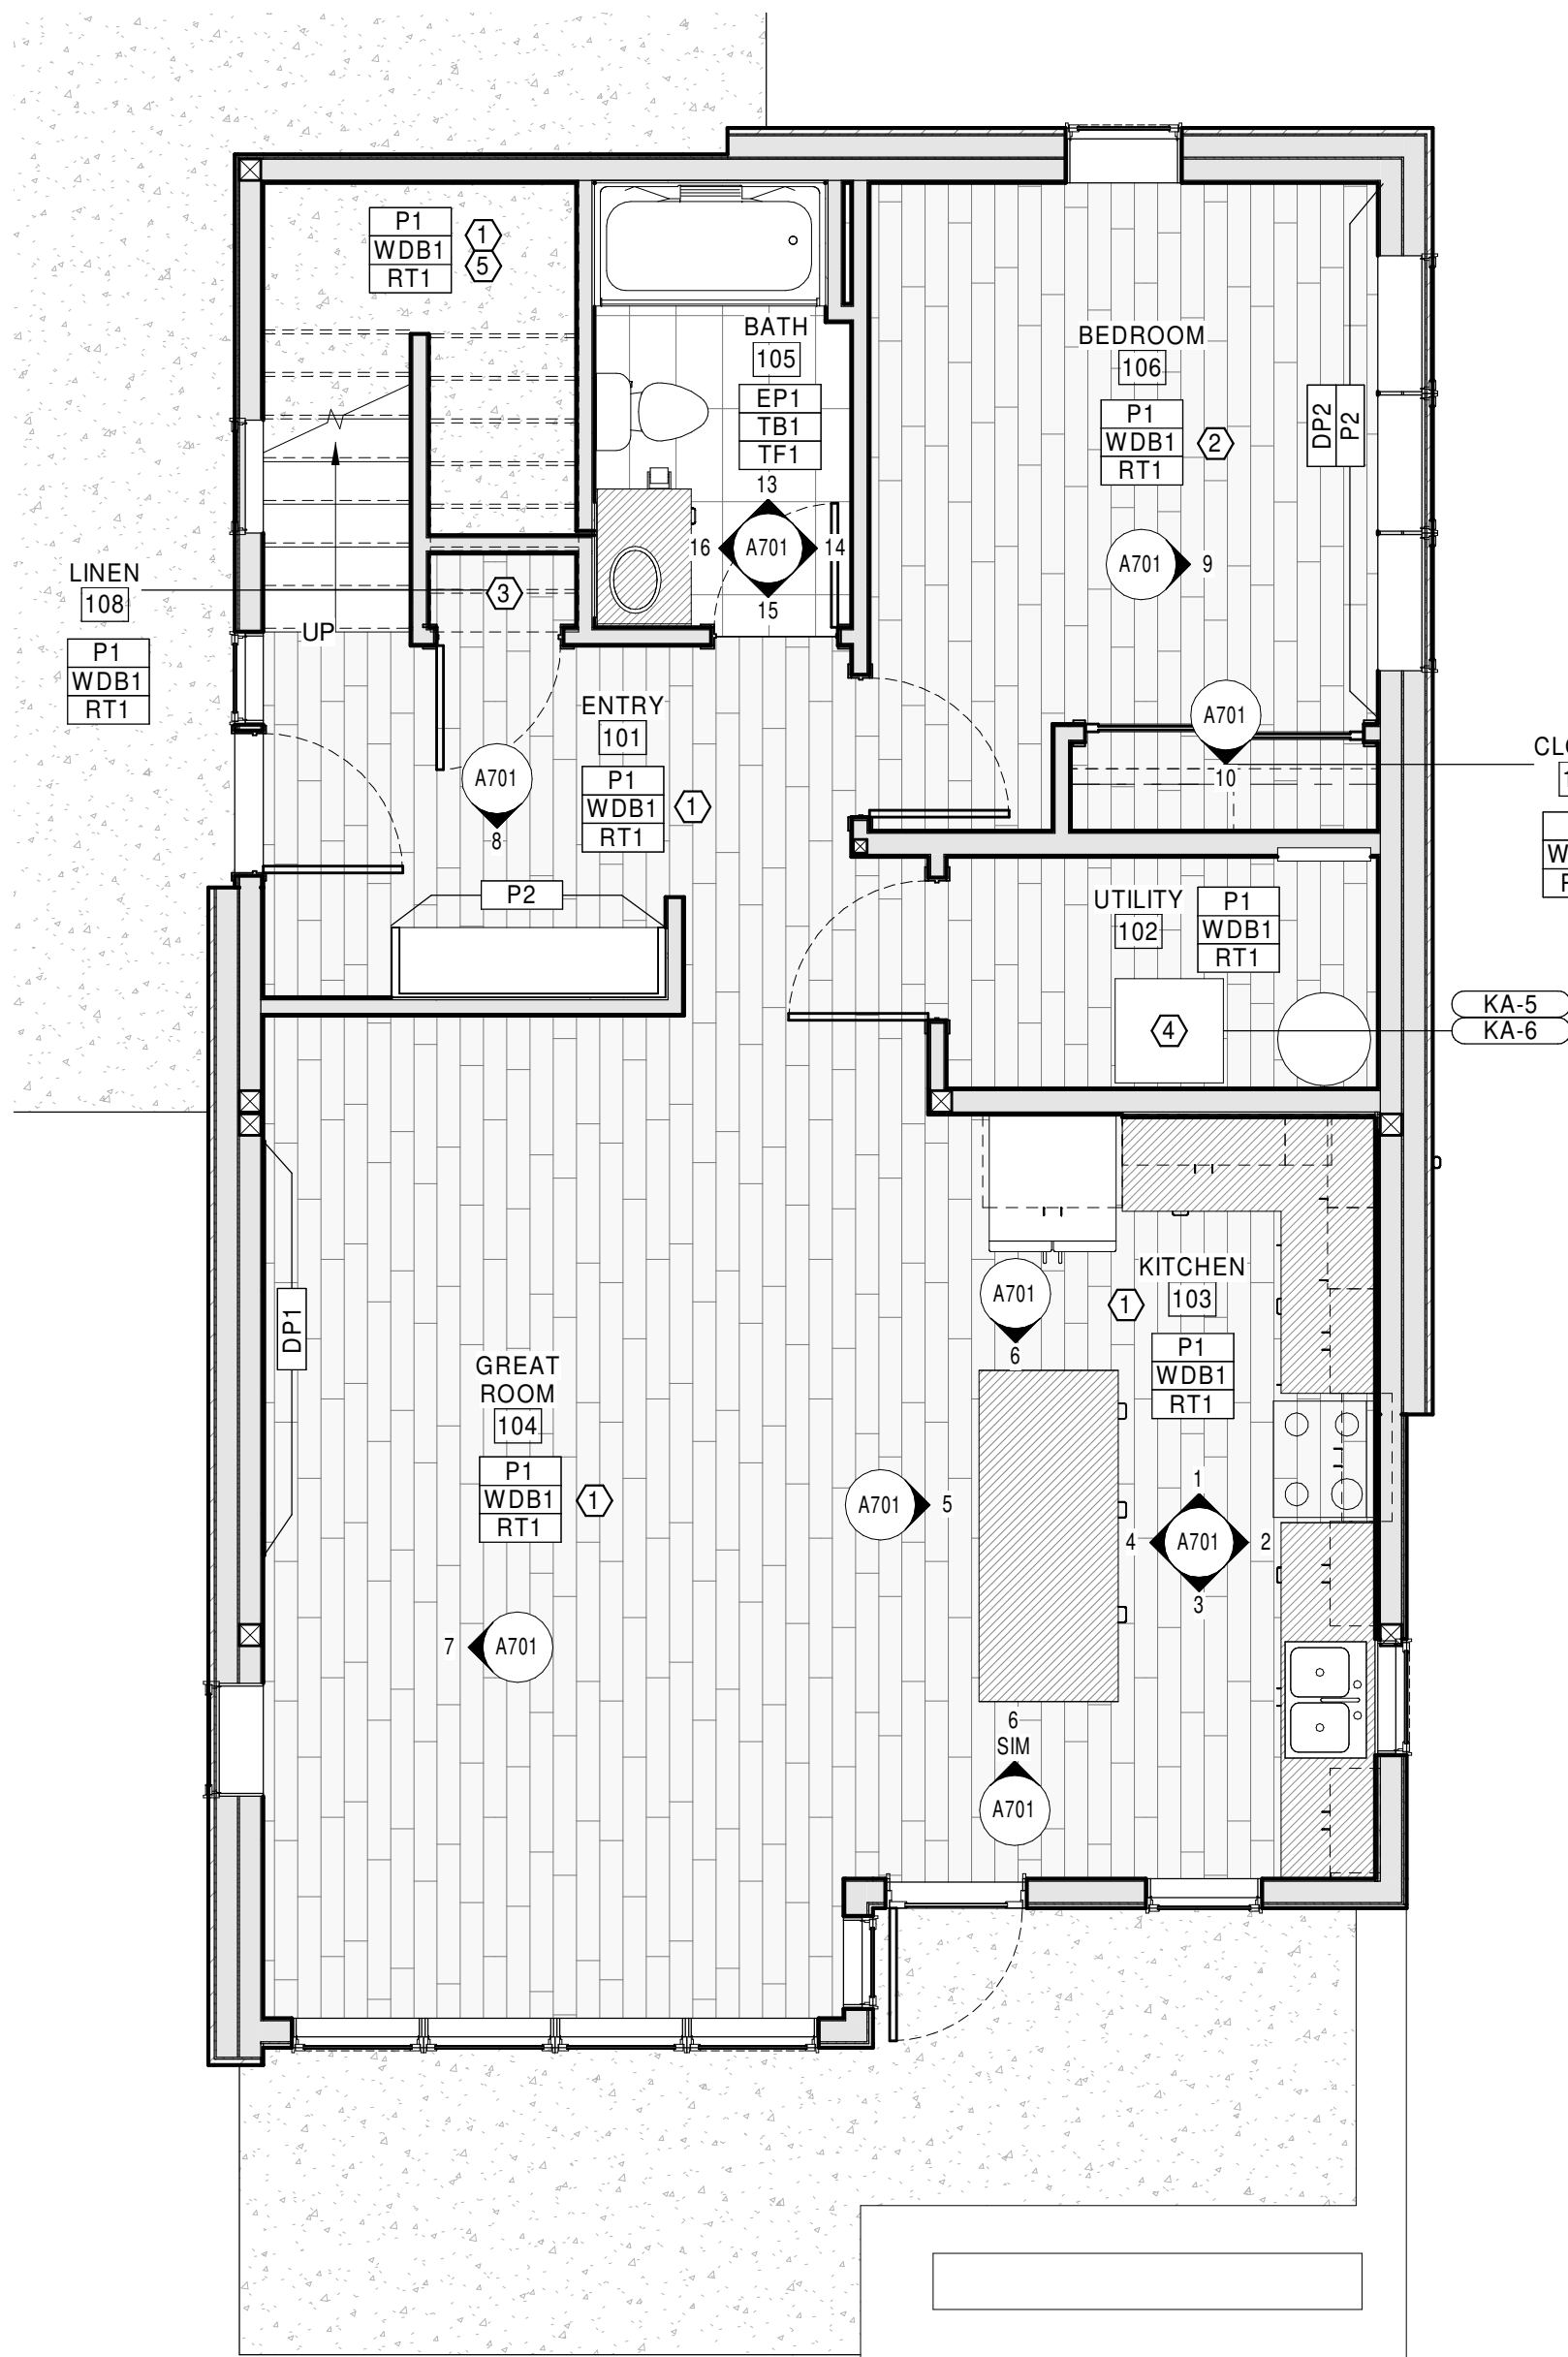 P1
WDB1
RT1
1
5
BATH
105
EP1
TB1
TF1
13
16
A701
14
15
BEDROOM
106
P1
WDB1
RT1
2
DP2
P2
A701
9
LINEN
108
P1
WDB1
RT1
3
UP
ENTRY
101
P1
WDB1
RT1
1
A701
8
P2
A701
10
UTILITY
102
P1
WDB1
RT1
4
KA-5
KA-6
DP1
GREAT
ROOM
104
P1
WDB1
RT1
1
KITCHEN
103
P1
WDB1
RT1
1
A701
6
A701
5
1
4
A701
2
3
7
A701
6
SIM
A701